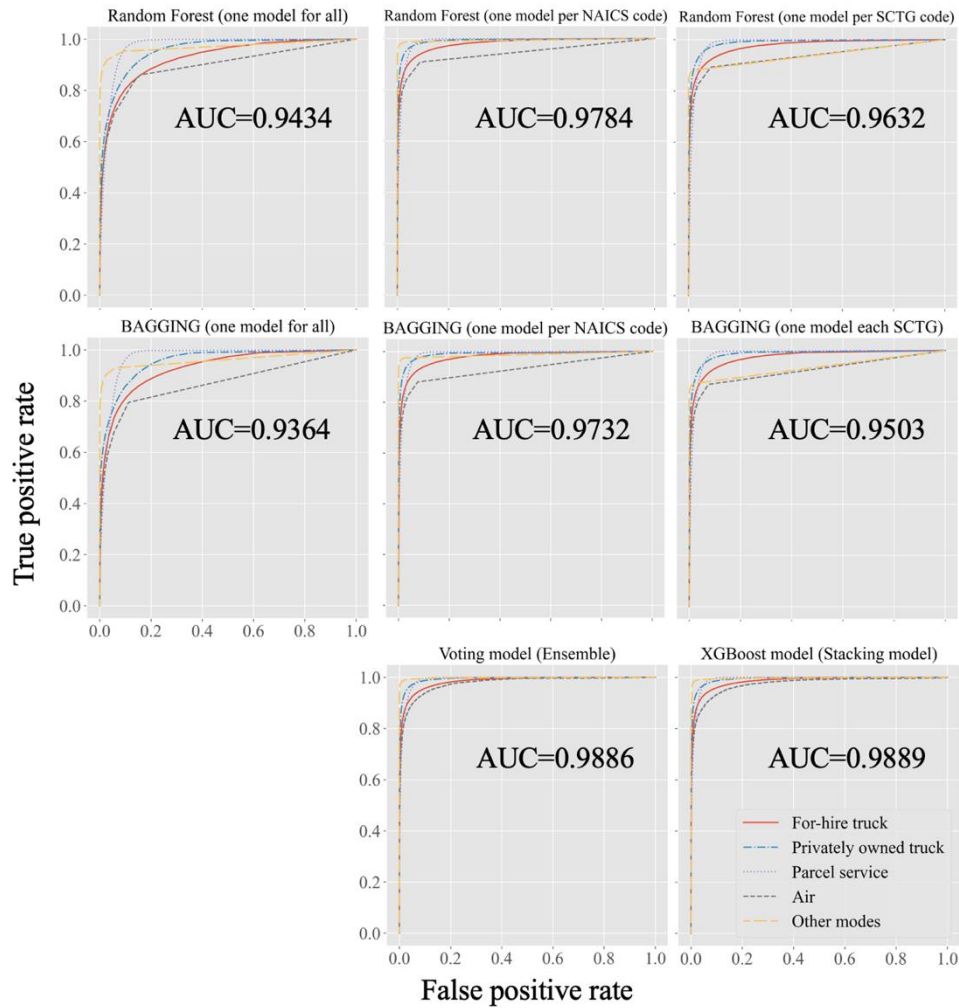 Random Forest (one model for all)
Random Forest (one model per NAICS code)
Random Forest (one model per SCTG code)
1.0
0.8
0.6
0.4
0.2
0.0
AUC=0.9434
AUC=0.9784
AUC=0.9632
BAGGING (one model for all)
BAGGING (one model per NAICS code)
BAGGING (one model each SCTG)
1.0
0.8
0.6
0.4
0.2
0.0
AUC=0.9364
AUC=0.9732
AUC=0.9503
0.0 0.2 0.4 0.6 0.8 1.0
True positive rate
Voting model (Ensemble)
XGBoost model (Stacking model)
1.0
0.8
0.6
0.4
0.2
0.0
AUC=0.9886
AUC=0.9889
For-hire truck
Privately owned truck
Parcel service
Air
Other modes
0.0 0.2 0.4 0.6 0.8 1.0
0.0 0.2 0.4 0.6 0.8 1.0
False positive rate